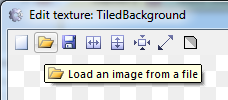 Edit texture: TiledBackground
Load an image from a file